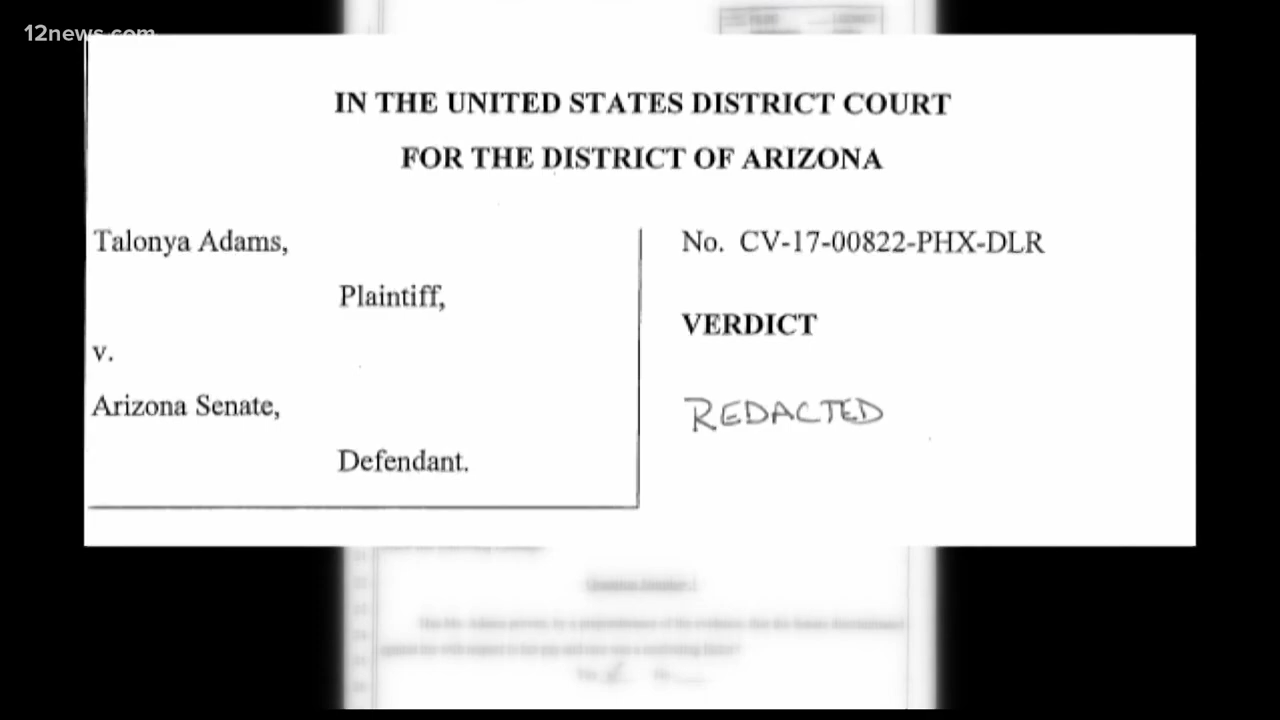 12news.com
IN THE UNITED STATES DISTRICT COURT
FOR THE DISTRICT OF ARIZONA
Talonya Adams,
Plaintiff,
v.
Arizona Senate,
Defendant.
No. CV-17-00822-PHX-DLR
VERDICT
REDACTED